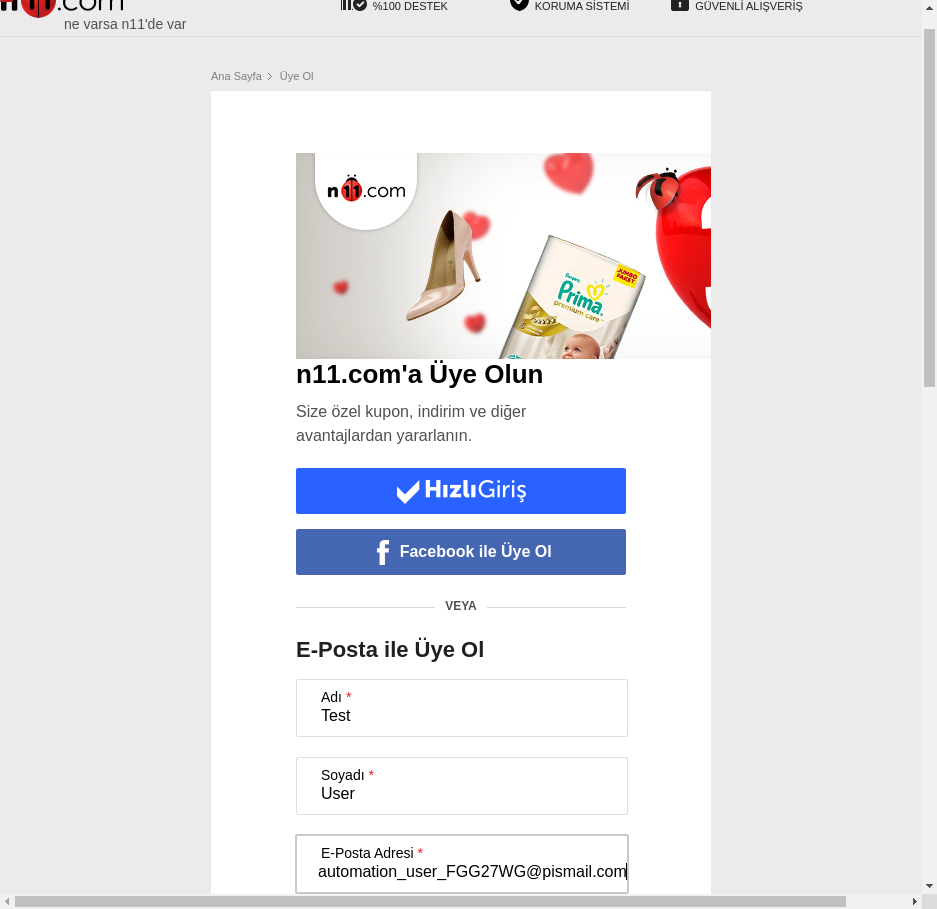 n11.com
ne varsa n11'de var
%100 DESTEK
KORUMA SİSTEMİ
GÜVENLİ ALIŞVERİŞ
Ana Sayfa > Üye Ol
n11.com
JUMBO PAKET
Prima
premium care
n11.com'a Üye Olun
Size özel kupon, indirim ve diğer
avantajlardan yararlanın.
HızlıGiriş
Facebook ile Üye Ol
VEYA
E-Posta ile Üye Ol
Adı *
Test
Soyadı *
User
E-Posta Adresi *
automation_user_FGG27WG@pismail.com